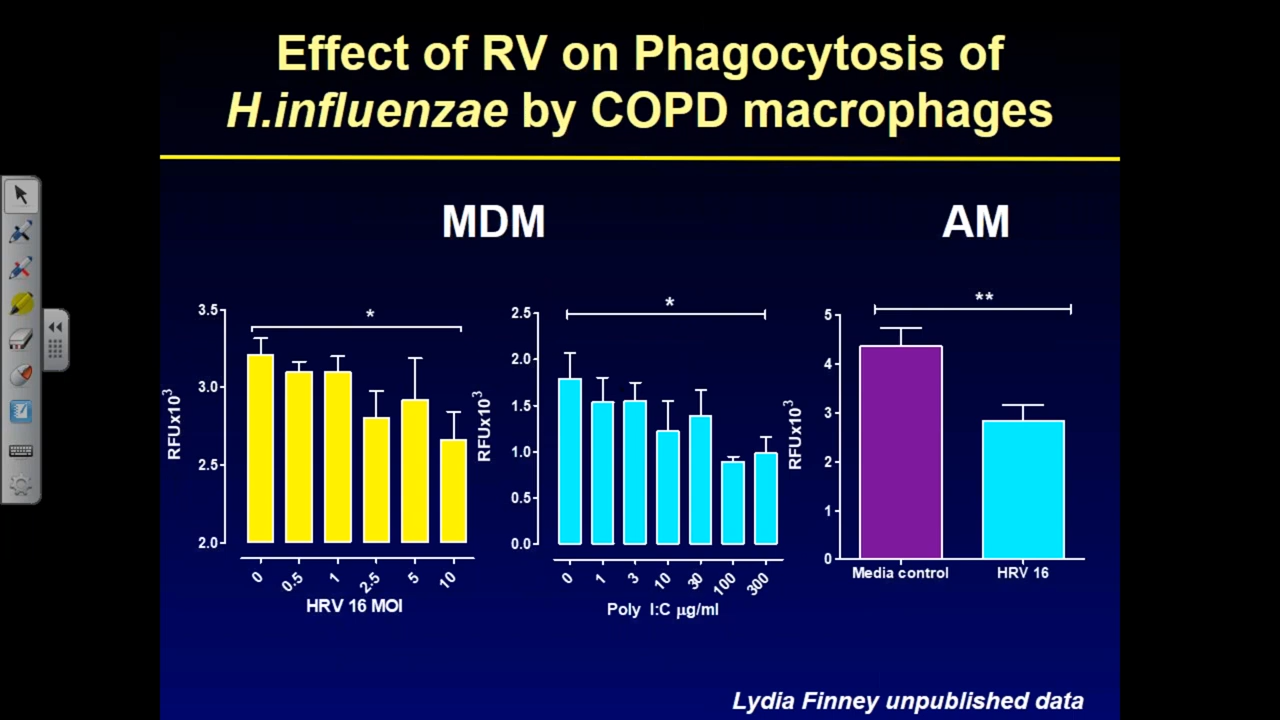 Effect of RV on Phagocytosis of
H.influenzae by COPD macrophages
MDM
AM
*
3.5
3.0
2.5
2.0
RFUx10³
0 0.5 1 2.5 5 10
HRV 16 MOI
*
2.5
2.0
1.5
1.0
0.5
0.0
RFUx10³
0 1 3 10 30 100 300
Poly I:C µg/ml
**
5
4
3
2
1
0
RFUx10³
Media control HRV 16
Lydia Finney unpublished data